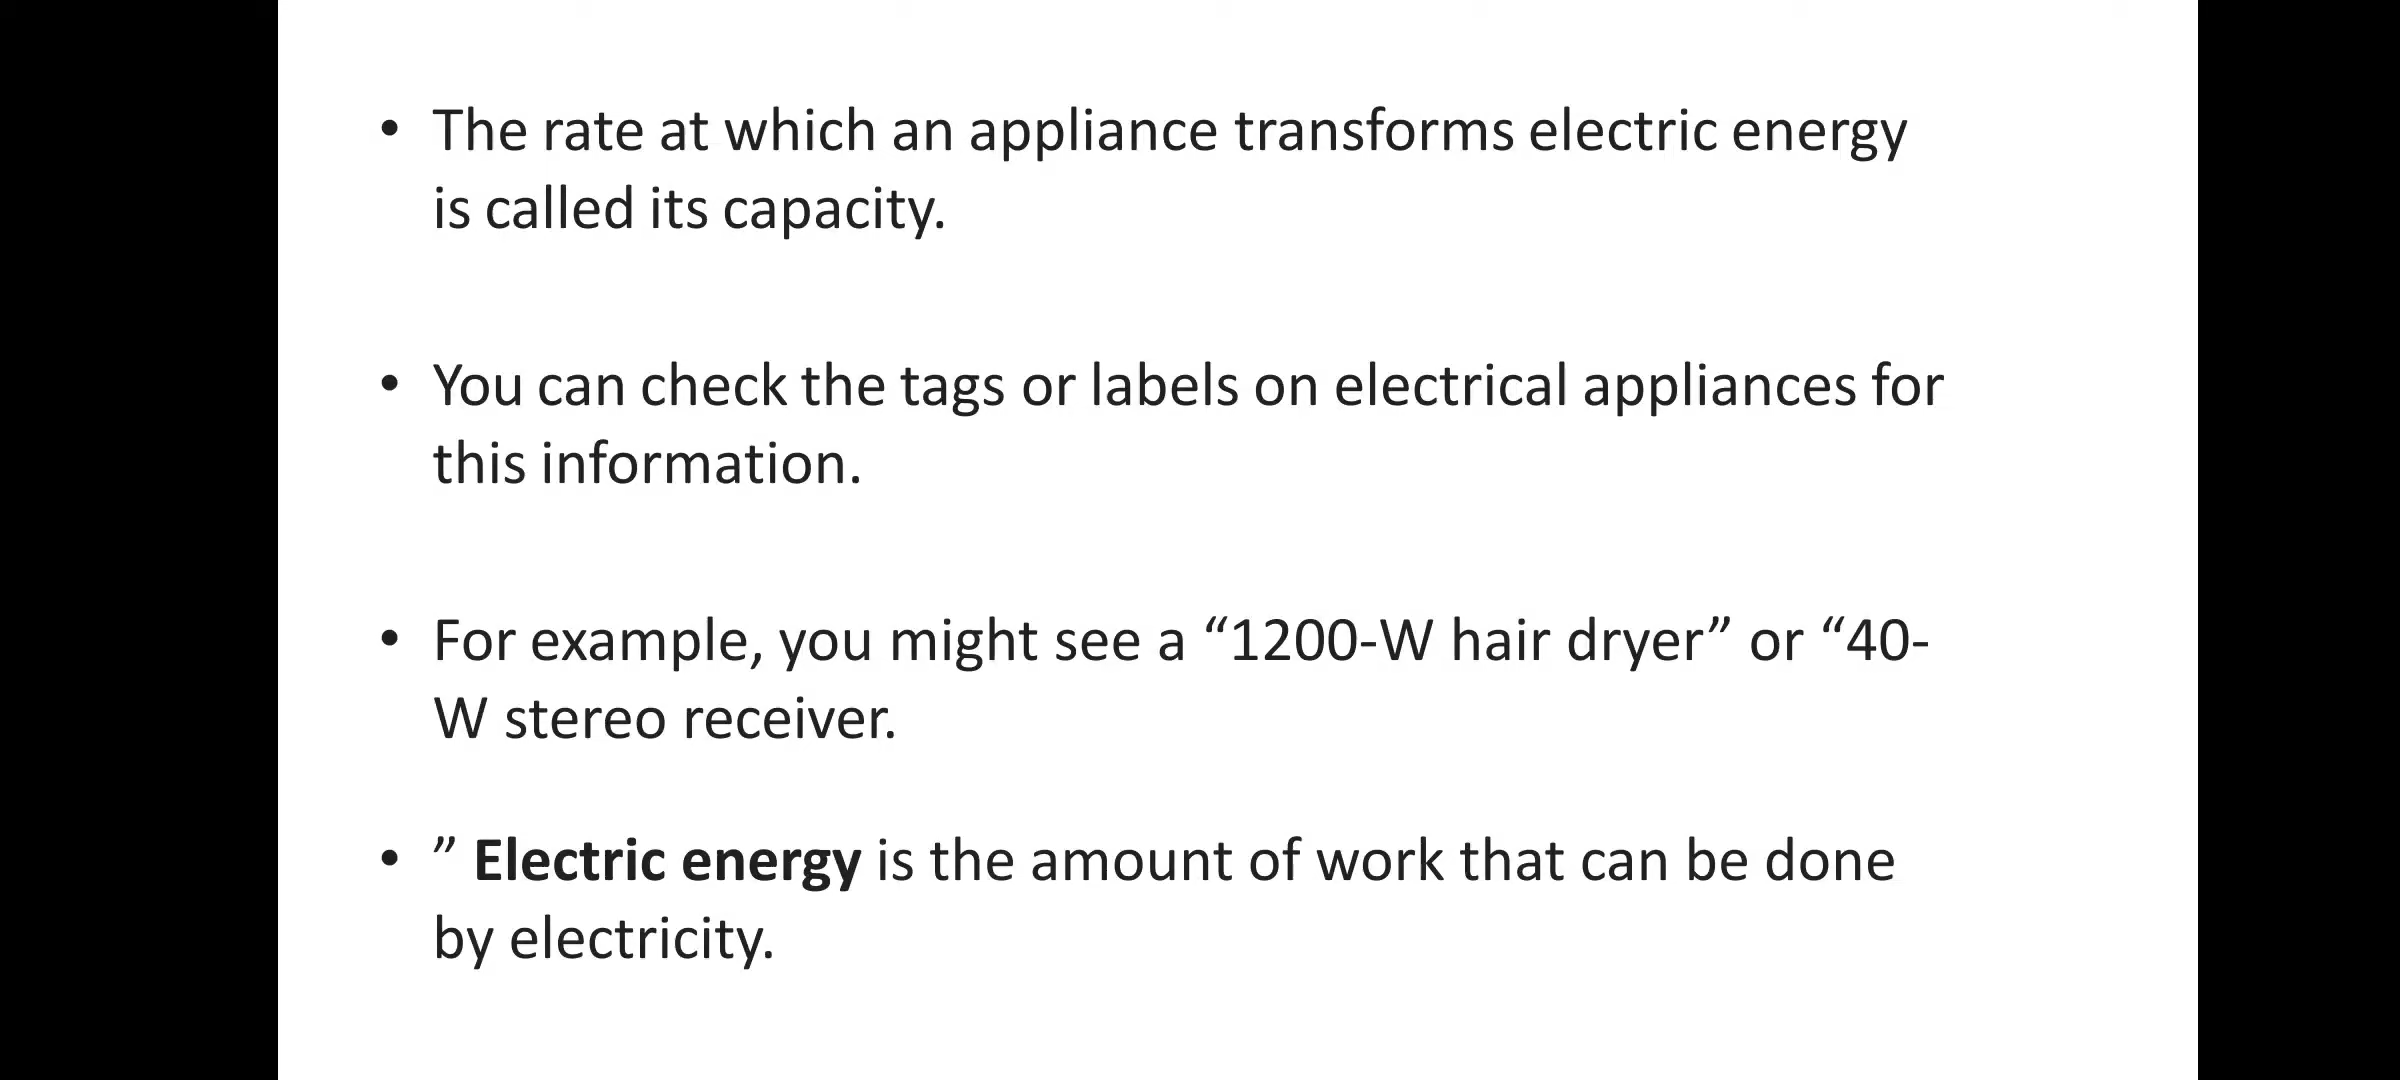 • The rate at which an appliance transforms electric energy
is called its capacity.
• You can check the tags or labels on electrical appliances for
this information.
• For example, you might see a “1200-W hair dryer” or “40-
W stereo receiver.
• ” Electric energy is the amount of work that can be done
by electricity.